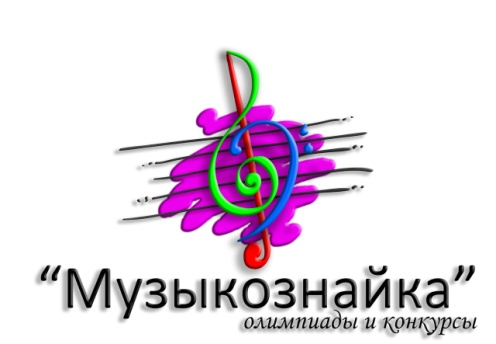 “Музыкознайка”
олимпиады и конкурсы